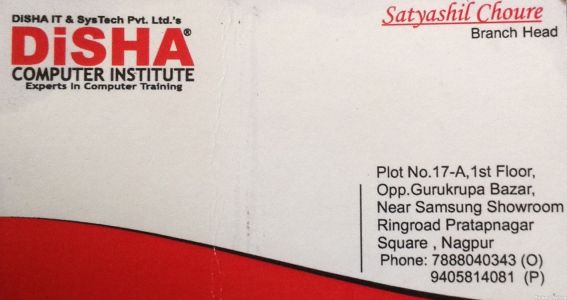 DiSHA IT & SysTech Pvt. Ltd.'s
DiSHA®
COMPUTER INSTITUTE
Experts in Computer Training
Satyashil Choure
Branch Head
Plot No.17-A,1st Floor,
Opp.Gurukrupa Bazar,
Near Samsung Showroom
Ringroad Pratapnagar
Square , Nagpur
Phone: 7888040343 (O)
9405814081 (P)